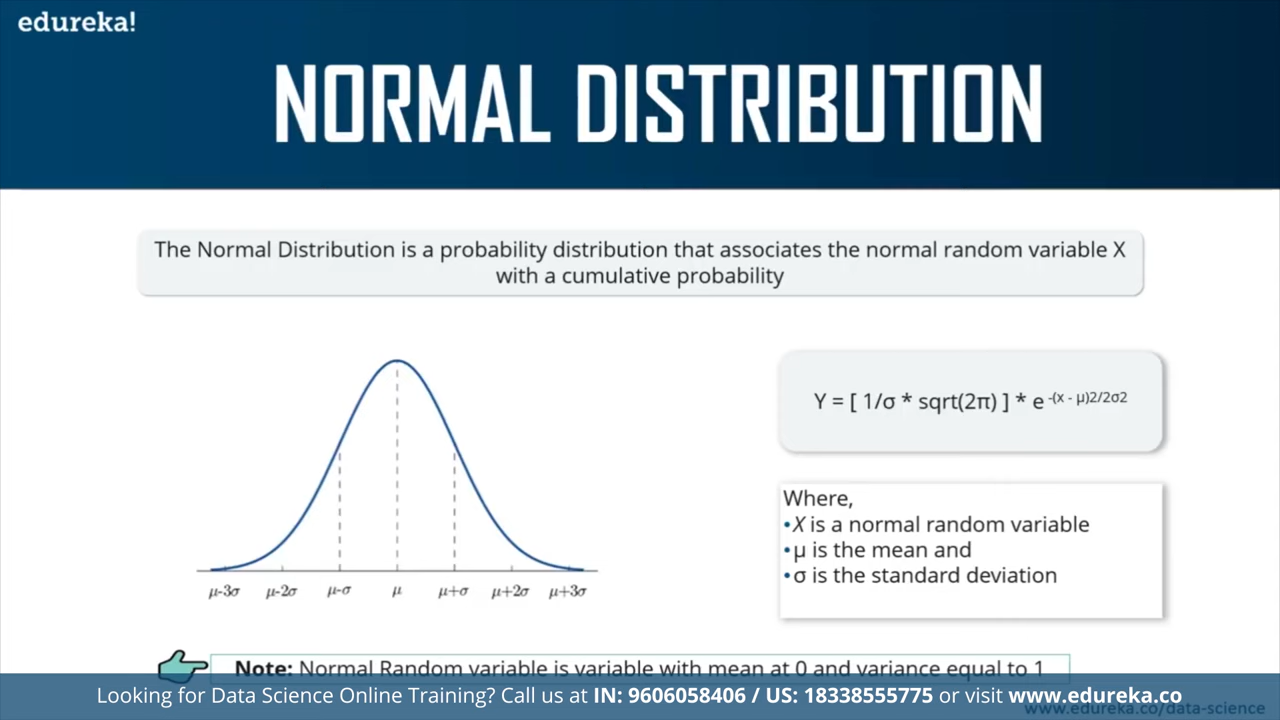 edureka!
NORMAL DISTRIBUTION
The Normal Distribution is a probability distribution that associates the normal random variable X
with a cumulative probability
Y = [ 1/σ * sqrt(2π) ] * e -(x - μ)2/2σ2
Where,
•X is a normal random variable
•μ is the mean and
•σ is the standard deviation
μ-3σ μ-2σ μ-σ μ μ+σ μ+2σ μ+3σ
Note: Normal Random variable is variable with mean at 0 and variance equal to 1
Looking for Data Science Online Training? Call us at IN: 9606058406 / US: 18338555775 or visit www.edureka.co
www.edureka.co/data-science